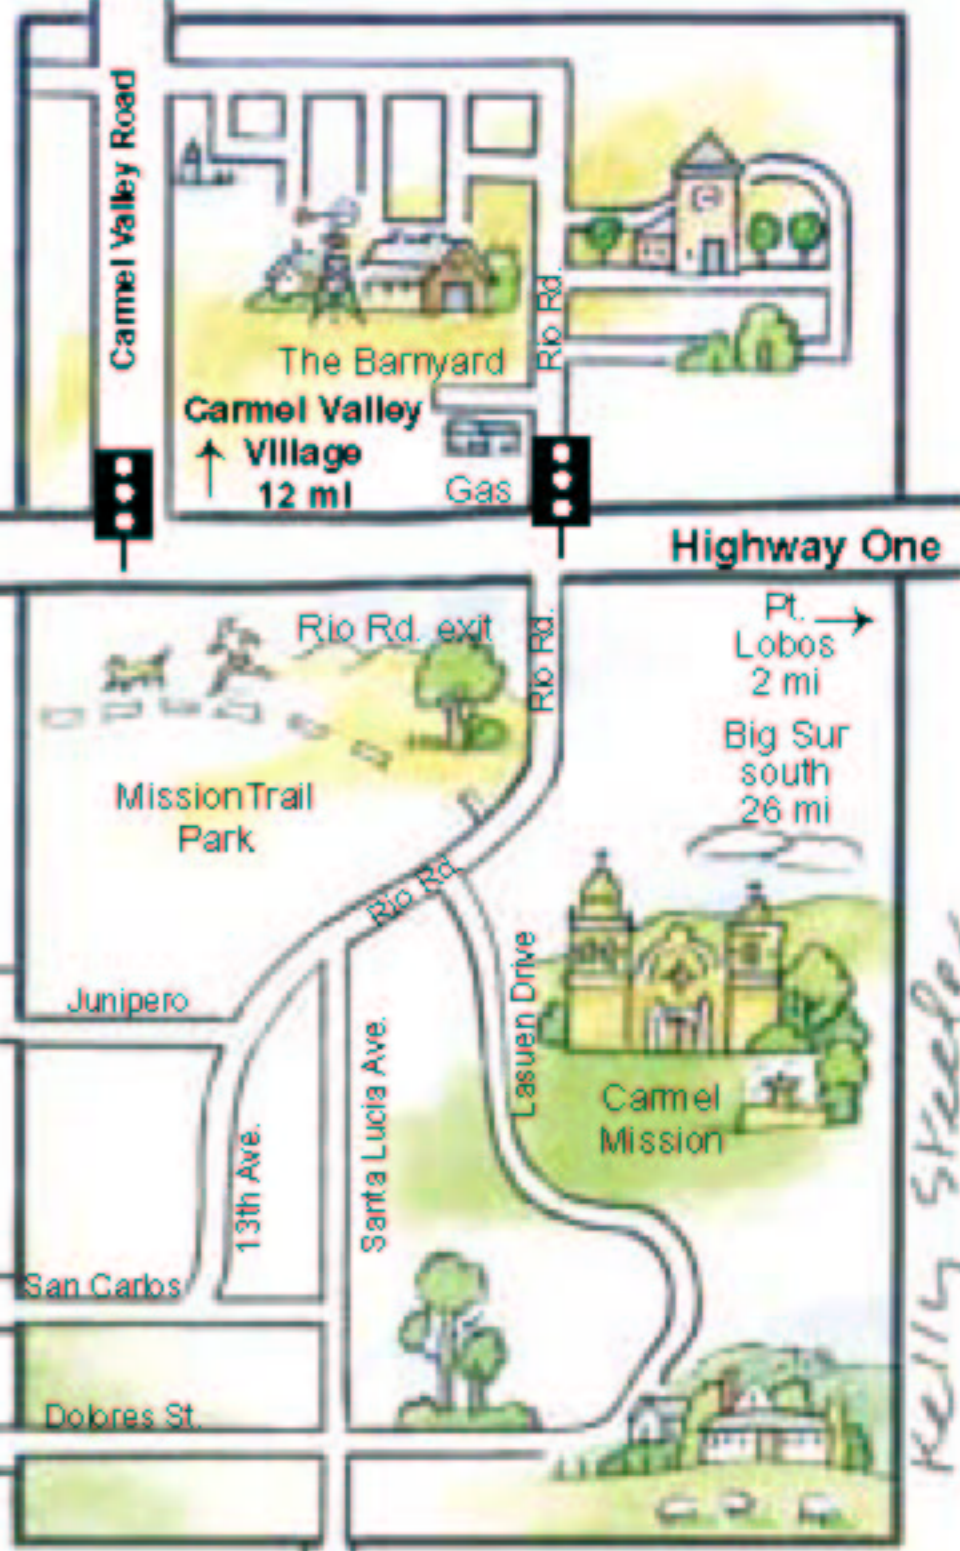 Carmel Valley Road
Rio Rd.
The Barnyard
Carmel Valley
Village
12 mi
Gas
Highway One
Rio Rd. exit
Rio Rd.
Pt.
Lobos
2 mi
Big Sur
south
26 mi
Mission Trail
Park
Rio Rd.
Junipero
Lasuen Drive
Santa Lucia Ave.
13th Ave.
Carmel
Mission
San Carlos
Dolores St.
Kelly